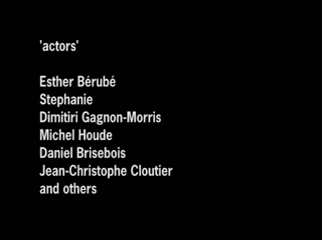 'actors'
Esther Bérubé
Stephanie
Dimitiri Gagnon-Morris
Michel Houde
Daniel Brisebois
Jean-Christophe Cloutier
and others